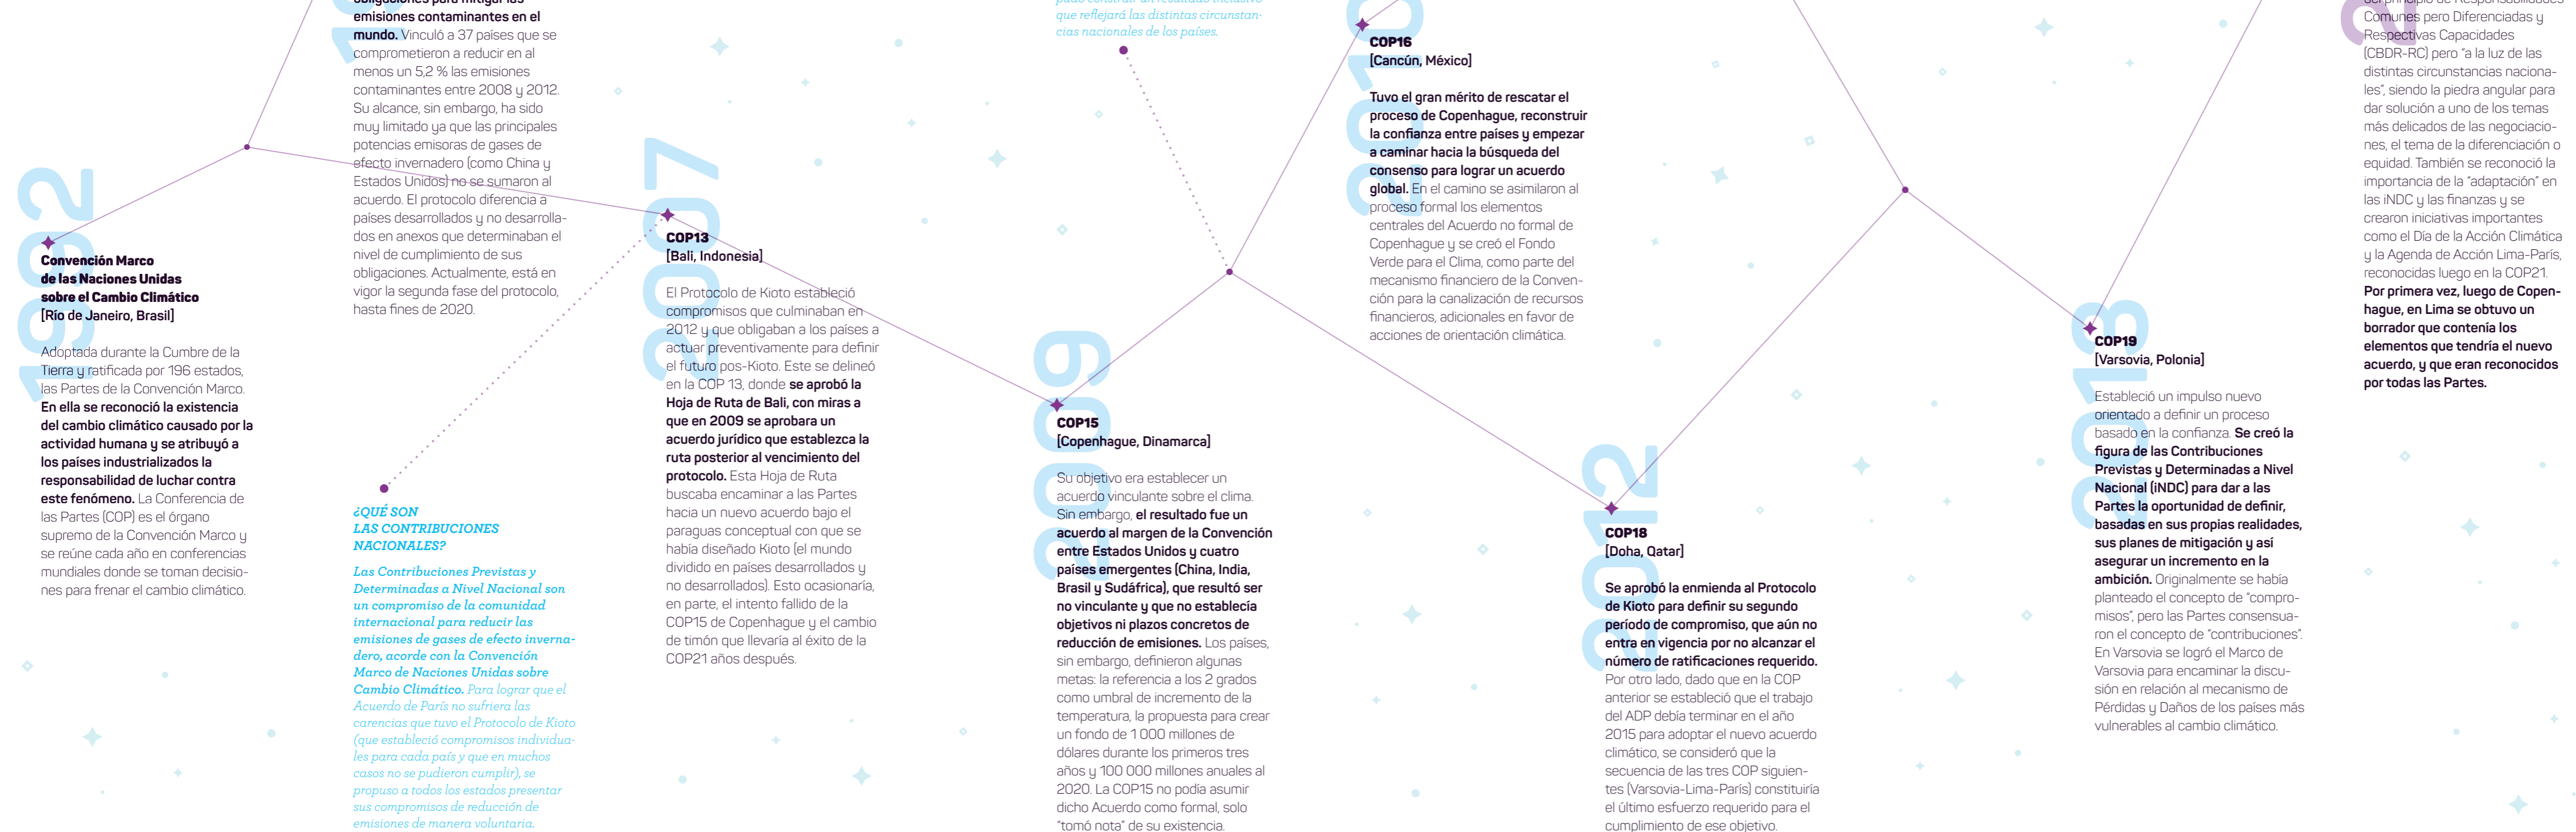 1992
Convención Marco
de las Naciones Unidas
sobre el Cambio Climático
[Río de Janeiro, Brasil]
Adoptada durante la Cumbre de la
Tierra y ratificada por 196 estados,
las Partes de la Convención Marco.
En ella se reconoció la existencia
del cambio climático causado por la
actividad humana y se atribuyó a
los países industrializados la
responsabilidad de luchar contra
este fenómeno. La Conferencia de
las Partes (COP) es el órgano
supremo de la Convención Marco y
se reúne cada año en conferencias
mundiales donde se toman decisio-
nes para frenar el cambio climático.
obligaciones para mitigar las
emisiones contaminantes en el
mundo. Vinculó a 37 países que se
comprometieron a reducir en al
menos un 5,2 % las emisiones
contaminantes entre 2008 y 2012.
Su alcance, sin embargo, ha sido
muy limitado ya que las principales
potencias emisoras de gases de
efecto invernadero (como China y
Estados Unidos) no se sumaron al
acuerdo. El protocolo diferencia a
países desarrollados y no desarrolla-
dos en anexos que determinaban el
nivel de cumplimiento de sus
obligaciones. Actualmente, está en
vigor la segunda fase del protocolo,
hasta fines de 2020.
¿QUÉ SON
LAS CONTRIBUCIONES
NACIONALES?
Las Contribuciones Previstas y
Determinadas a Nivel Nacional son
un compromiso de la comunidad
internacional para reducir las
emisiones de gases de efecto inverna-
dero, acorde con la Convención
Marco de Naciones Unidas sobre
Cambio Climático. Para lograr que el
Acuerdo de París no sufriera las
carencias que tuvo el Protocolo de Kioto
(que estableció compromisos individua-
les para cada país y que en muchos
casos no se pudieron cumplir), se
propuso a todos los estados presentar
sus compromisos de reducción de
emisiones de manera voluntaria.
2007
COP13
[Bali, Indonesia]
El Protocolo de Kioto estableció
compromisos que culminaban en
2012 y que obligaban a los países a
actuar preventivamente para definir
el futuro pos-Kioto. Este se delineó
en la COP 13, donde se aprobó la
Hoja de Ruta de Bali, con miras a
que en 2009 se aprobara un
acuerdo jurídico que establezca la
ruta posterior al vencimiento del
protocolo. Esta Hoja de Ruta
buscaba encaminar a las Partes
hacia un nuevo acuerdo bajo el
paraguas conceptual con que se
había diseñado Kioto (el mundo
dividido en países desarrollados y
no desarrollados). Esto ocasionaría,
en parte, el intento fallido de la
COP15 de Copenhague y el cambio
de timón que llevaría al éxito de la
COP21 años después.
que reflejará las distintas circunstan-
cias nacionales de los países.
2009
COP15
[Copenhague, Dinamarca]
Su objetivo era establecer un
acuerdo vinculante sobre el clima.
Sin embargo, el resultado fue un
acuerdo al margen de la Convención
entre Estados Unidos y cuatro
países emergentes (China, India,
Brasil y Sudáfrica), que resultó ser
no vinculante y que no establecía
objetivos ni plazos concretos de
reducción de emisiones. Los países,
sin embargo, definieron algunas
metas: la referencia a los 2 grados
como umbral de incremento de la
temperatura, la propuesta para crear
un fondo de 1 000 millones de
dólares durante los primeros tres
años y 100 000 millones anuales al
2020. La COP15 no podía asumir
dicho Acuerdo como formal, solo
"tomó nota" de su existencia.
2010
COP16
[Cancún, México]
Tuvo el gran mérito de rescatar el
proceso de Copenhague, reconstruir
la confianza entre países y empezar
a caminar hacia la búsqueda del
consenso para lograr un acuerdo
global. En el camino se asimilaron al
proceso formal los elementos
centrales del Acuerdo no formal de
Copenhague y se creó el Fondo
Verde para el Clima, como parte del
mecanismo financiero de la Conven-
ción para la canalización de recursos
financieros, adicionales en favor de
acciones de orientación climática.
2012
COP18
[Doha, Qatar]
Se aprobó la enmienda al Protocolo
de Kioto para definir su segundo
período de compromiso, que aún no
entra en vigencia por no alcanzar el
número de ratificaciones requerido.
Por otro lado, dado que en la COP
anterior se estableció que el trabajo
del ADP debía terminar en el año
2015 para adoptar el nuevo acuerdo
climático, se consideró que la
secuencia de las tres COP siguien-
tes (Varsovia-Lima-París) constituiría
el último esfuerzo requerido para el
cumplimiento de ese objetivo.
2013
COP19
[Varsovia, Polonia]
Estableció un impulso nuevo
orientado a definir un proceso
basado en la confianza. Se creó la
figura de las Contribuciones
Previstas y Determinadas a Nivel
Nacional (iNDC) para dar a las
Partes la oportunidad de definir,
basadas en sus propias realidades,
sus planes de mitigación y así
asegurar un incremento en la
ambición. Originalmente se había
planteado el concepto de "compro-
misos", pero las Partes consensua-
ron el concepto de "contribuciones".
En Varsovia se logró el Marco de
Varsovia para encaminar la discu-
sión en relación al mecanismo de
Pérdidas y Daños de los países más
vulnerables al cambio climático.
Comunes pero Diferenciadas y
Respectivas Capacidades
(CBDR-RC) pero "a la luz de las
distintas circunstancias naciona-
les", siendo la piedra angular para
dar solución a uno de los temas
más delicados de las negociacio-
nes, el tema de la diferenciación o
equidad. También se reconoció la
importancia de la "adaptación" en
las iNDC y las finanzas y se
crearon iniciativas importantes
como el Día de la Acción Climática
y la Agenda de Acción Lima-París,
reconocidas luego en la COP21.
Por primera vez, luego de Copen-
hague, en Lima se obtuvo un
borrador que contenía los
elementos que tendría el nuevo
acuerdo, y que eran reconocidos
por todas las Partes.